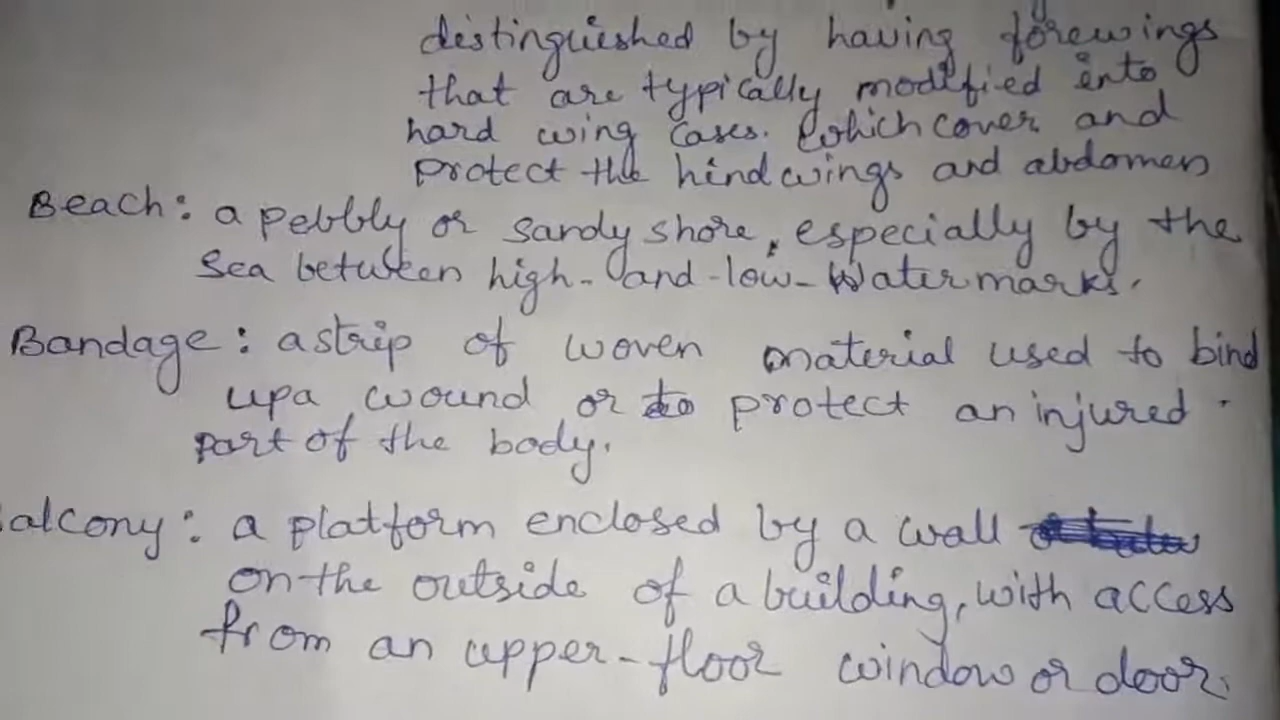 distinguished by having forewings
that are typically modified into
hard wing cases. Which cover and
protect the hind wings and abdomen
Beach: a pebbly or sandy shore, especially by the
Sea between high-and-low-Water marks.
Bandage: a strip of woven material used to bind
up a wound or to protect an injured
part of the body.
alcony: a platform enclosed by a wall
on the outside of a building, with access
from an upper-floor window or door.